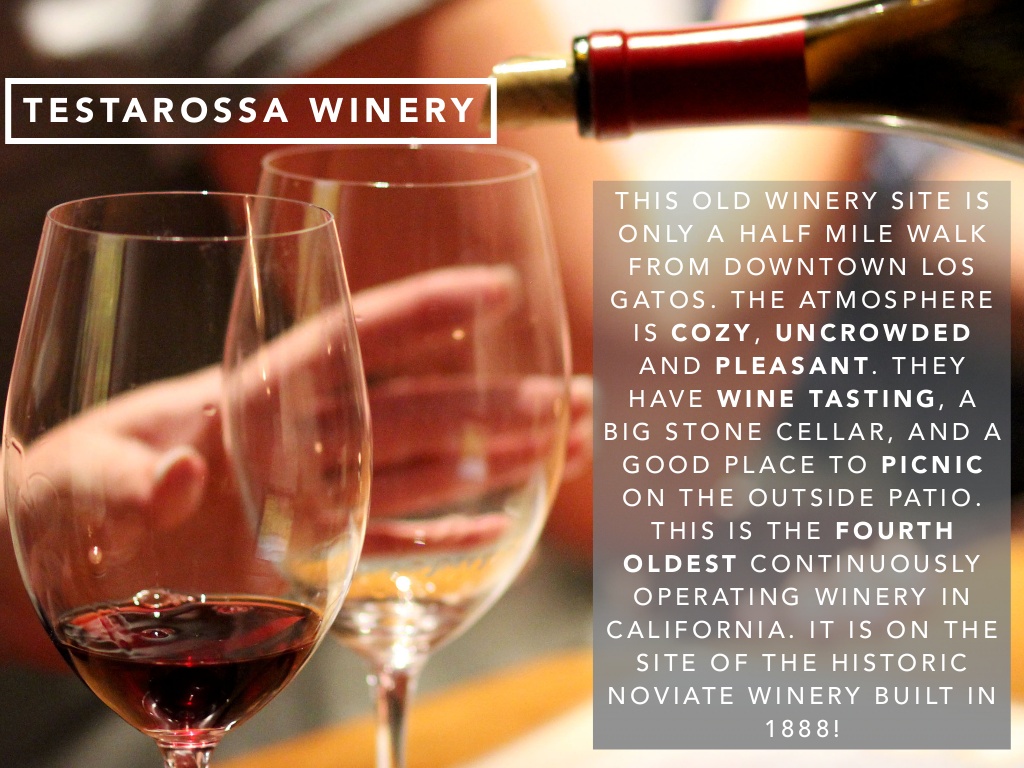 TESTAROSSA WINERY
THIS OLD WINERY SITE IS
ONLY A HALF MILE WALK
FROM DOWNTOWN LOS
GATOS. THE ATMOSPHERE
IS COZY, UNCROWDED
AND PLEASANT. THEY
HAVE WINE TASTING, A
BIG STONE CELLAR, AND A
GOOD PLACE TO PICNIC
ON THE OUTSIDE PATIO.
THIS IS THE FOURTH
OLDEST CONTINUOUSLY
OPERATING WINERY IN
CALIFORNIA. IT IS ON THE
SITE OF THE HISTORIC
NOVIATE WINERY BUILT IN
1888!